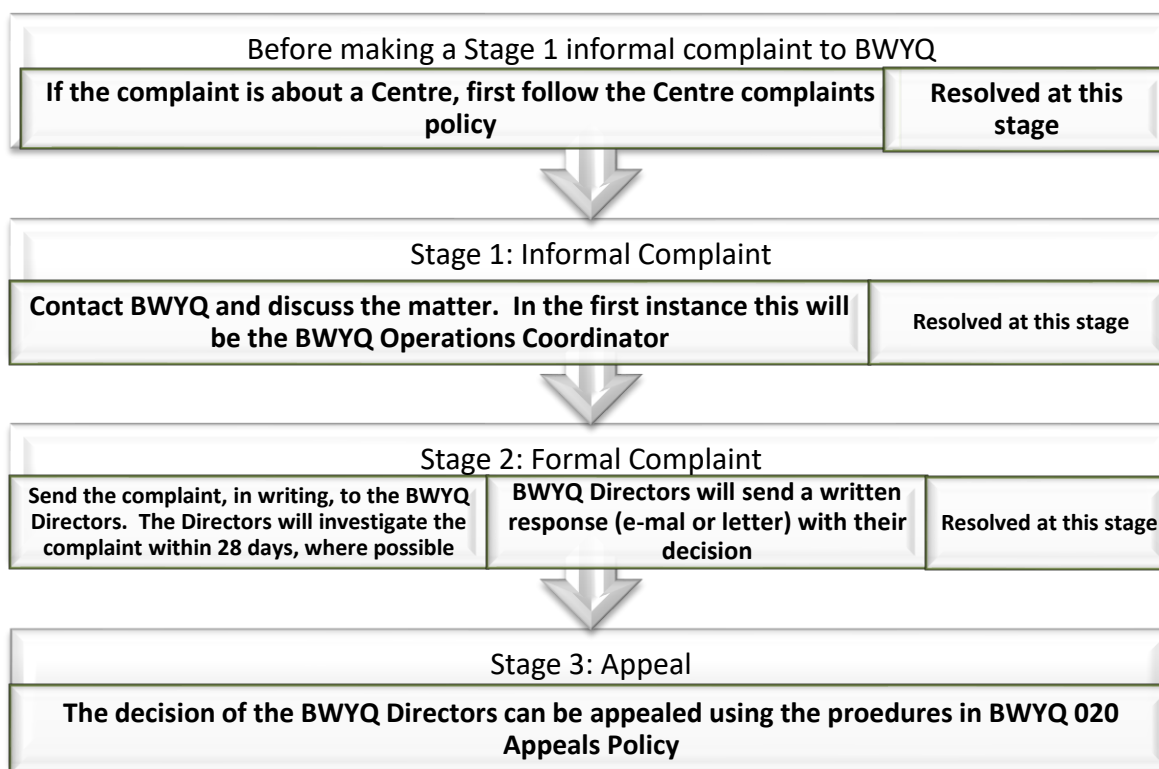 Before making a Stage 1 informal complaint to BWYQ
If the complaint is about a Centre, first follow the Centre complaints
policy
Resolved at this
stage
Stage 1: Informal Complaint
Contact BWYQ and discuss the matter.  In the first instance this will
be the BWYQ Operations Coordinator
Resolved at this stage
Stage 2: Formal Complaint
Send the complaint, in writing, to the BWYQ
Directors.  The Directors will investigate the
complaint within 28 days, where possible
BWYQ Directors will send a written
response (e-mal or letter) with their
decision
Resolved at this stage
Stage 3: Appeal
The decision of the BWYQ Directors can be appealed using the proedures in BWYQ 020
Appeals Policy